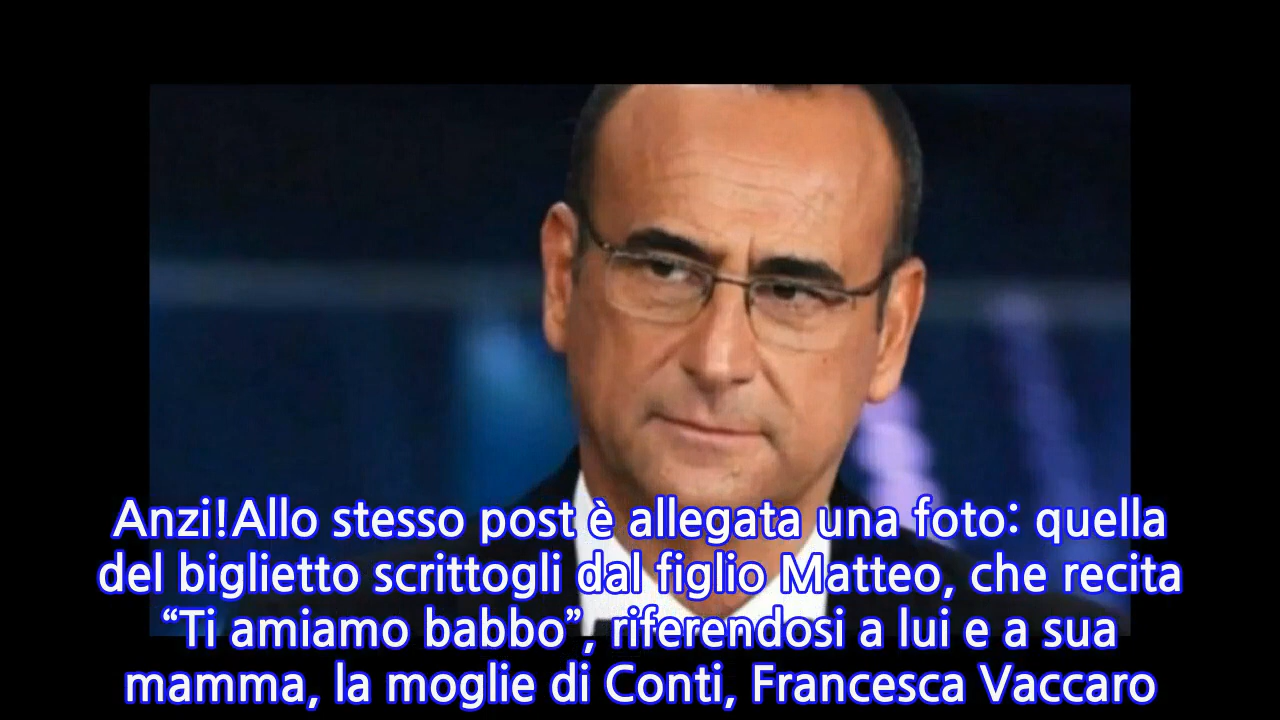 Anzi!Allo stesso post è allegata una foto: quella
del biglietto scrittogli dal figlio Matteo, che recita
“Ti amiamo babbo”, riferendosi a lui e a sua
mamma, la moglie di Conti, Francesca Vaccaro